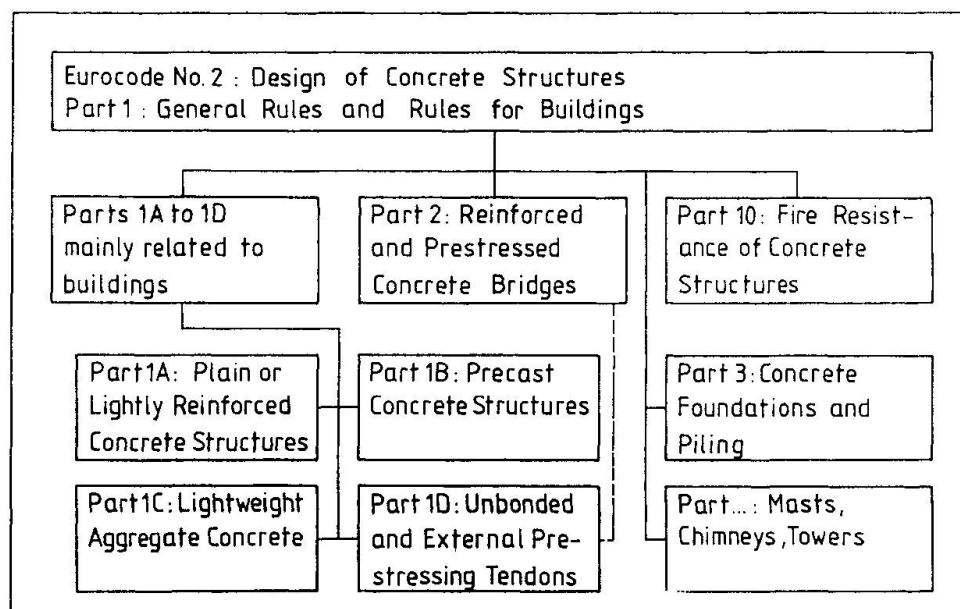 Eurocode No. 2 : Design of Concrete Structures
Part 1 : General Rules and Rules for Buildings
Parts 1A to 1D
mainly related to
buildings
Part 2: Reinforced
and Prestressed
Concrete Bridges
Part 10: Fire Resist-
ance of Concrete
Structures
Part 1A: Plain or
Lightly Reinforced
Concrete Structures
Part 1B: Precast
Concrete Structures
Part 3: Concrete
Foundations and
Piling
Part 1C: Lightweight
Aggregate Concrete
Part 1D: Unbonded
and External Pre-
stressing Tendons
Part...: Masts,
Chimneys, Towers